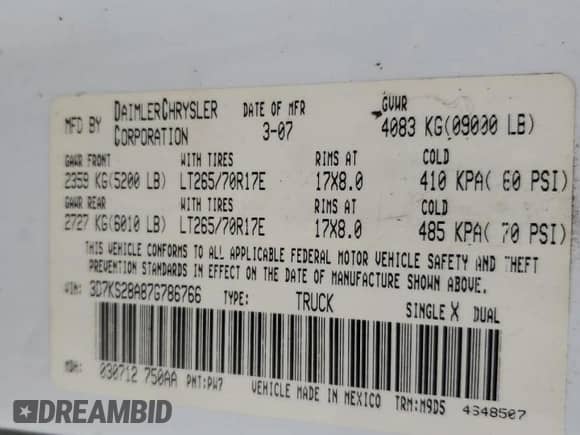 MFD BY DAIMLERCHRYSLER CORPORATION DATE OF MFR 3-07 GVWR 4083 KG(09000 LB)
GAWR FRONT WITH TIRES RIMS AT COLD
2359 KG(5200 LB) LT265/70R17E 17X8.0 410 KPA( 60 PSI)
GAWR REAR WITH TIRES RIMS AT COLD
2727 KG(6010 LB) LT265/70R17E 17X8.0 485 KPA( 70 PSI)
THIS VEHICLE CONFORMS TO ALL APPLICABLE FEDERAL MOTOR VEHICLE SAFETY AND THEFT
PREVENTION STANDARDS IN EFFECT ON THE DATE OF MANUFACTURE SHOWN ABOVE.
VIN: 3D7KS28A87G786766 TYPE: TRUCK SINGLE X DUAL
MDH: 030712 750AA PNT:PW7 VEHICLE MADE IN MEXICO TRM:M9D5 4648507
DREAMBID